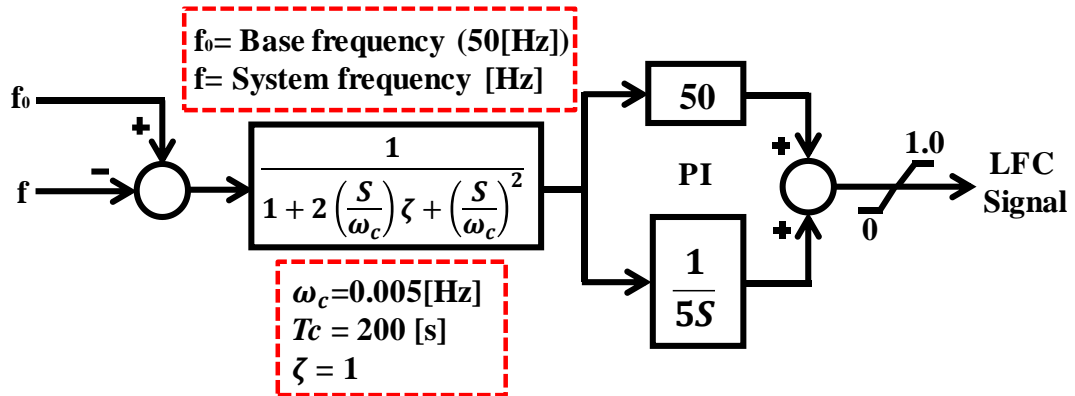 f₀= Base frequency (50[Hz])
f= System frequency [Hz]
f₀
+
−
f
1
1 + 2 (S/ω_c) ζ + (S/ω_c)²
ω_c=0.005[Hz]
Tc = 200 [s]
ζ = 1
50
PI
1
5S
+
+
1.0
0
LFC
Signal